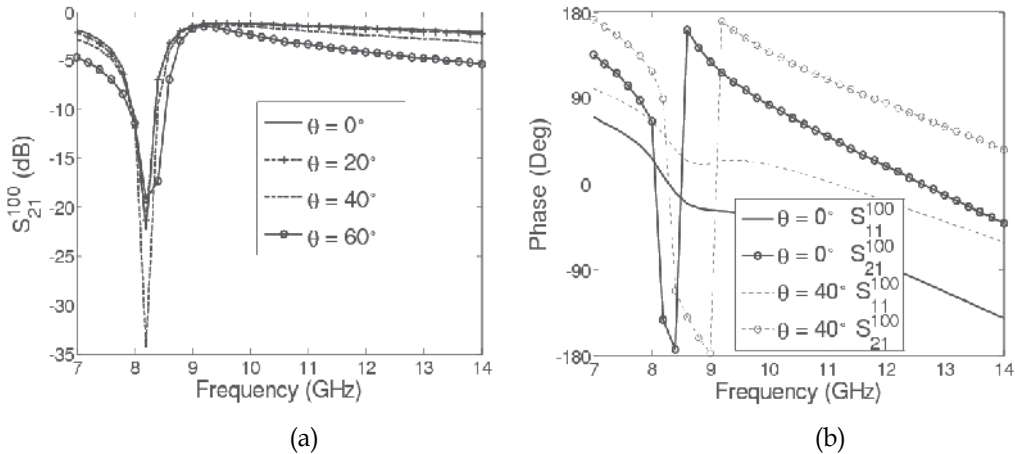 0
-5
-10
-15
-20
-25
-30
-35
7 8 9 10 11 12 13 14
Frequency (GHz)
S₂₁¹⁰⁰ (dB)
θ = 0°
θ = 20°
θ = 40°
θ = 60°
(a)
180
90
0
-90
-180
7 8 9 10 11 12 13 14
Frequency (GHz)
Phase (Deg)
θ = 0° S₁₁¹⁰⁰
θ = 0° S₂₁¹⁰⁰
θ = 40° S₁₁¹⁰⁰
θ = 40° S₂₁¹⁰⁰
(b)